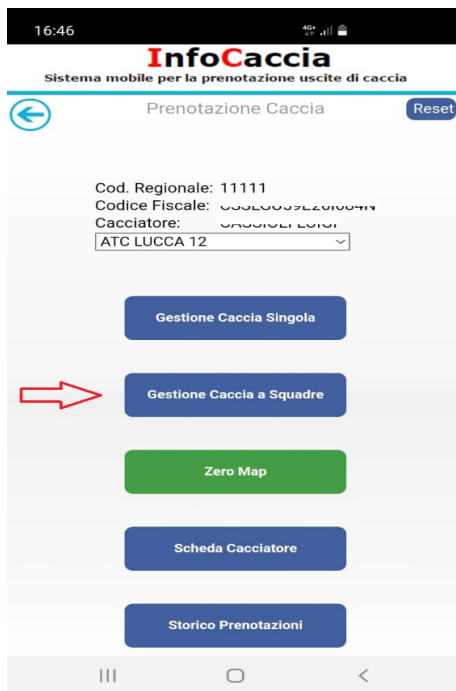 16:46
4G+
InfoCaccia
Sistema mobile per la prenotazione uscite di caccia
Prenotazione Caccia
Reset
Cod. Regionale: 11111
Codice Fiscale:
Cacciatore:
ATC LUCCA 12
Gestione Caccia Singola
Gestione Caccia a Squadre
Zero Map
Scheda Cacciatore
Storico Prenotazioni